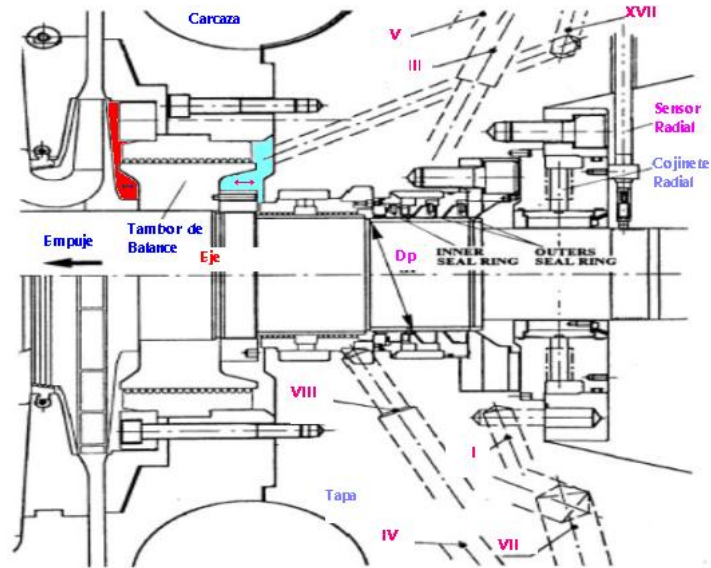 Carcaza
V
XVII
III
Sensor
Radial
Cojinete
Radial
Empuje
Tambor de
Balance
Eje
Dp
INNER
SEAL RING
OUTERS
SEAL RING
VIII
I
Tapa
IV
VII